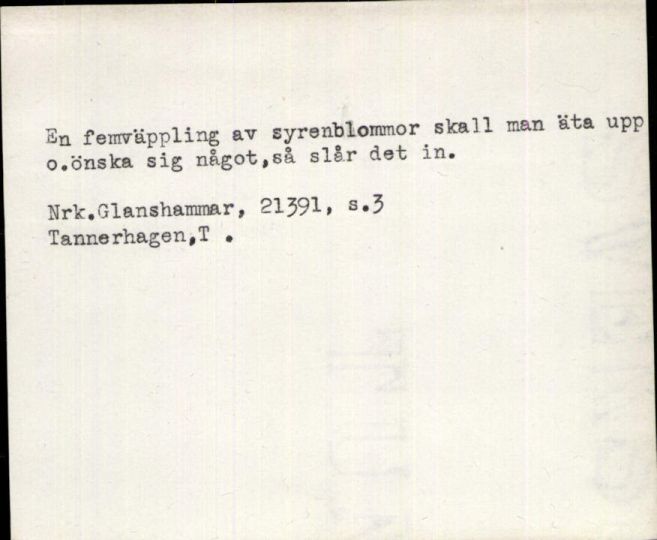 En femväppling av syrenblommor skall man äta upp
o.önska sig något,så slår det in.
Nrk.Glanshammar, 21391, s.3
Tannerhagen,T .